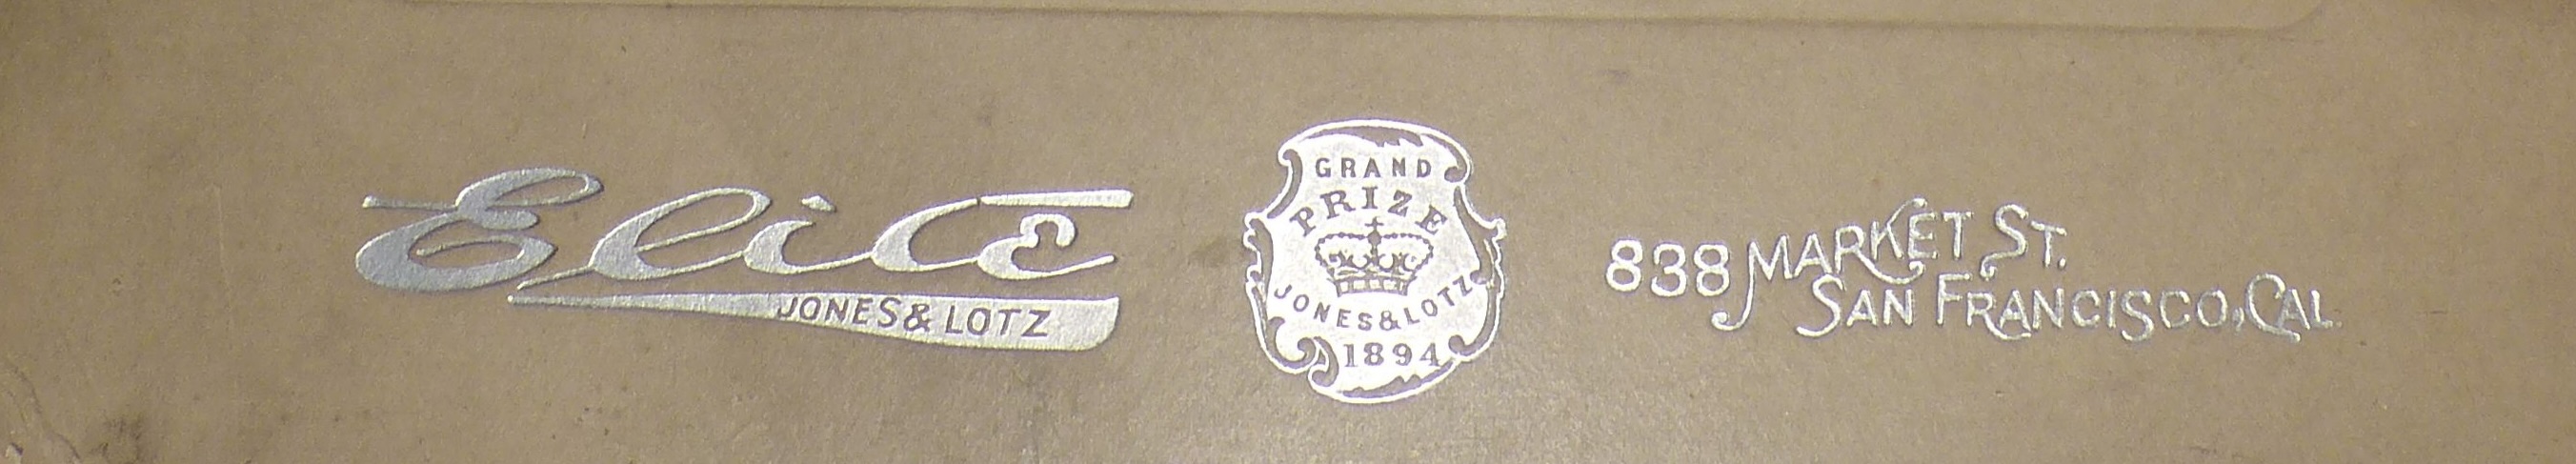 Elite
JONES & LOTZ
GRAND
PRIZE
JONES & LOTZ
1894
838 MARKET ST.
SAN FRANCISCO, CAL.